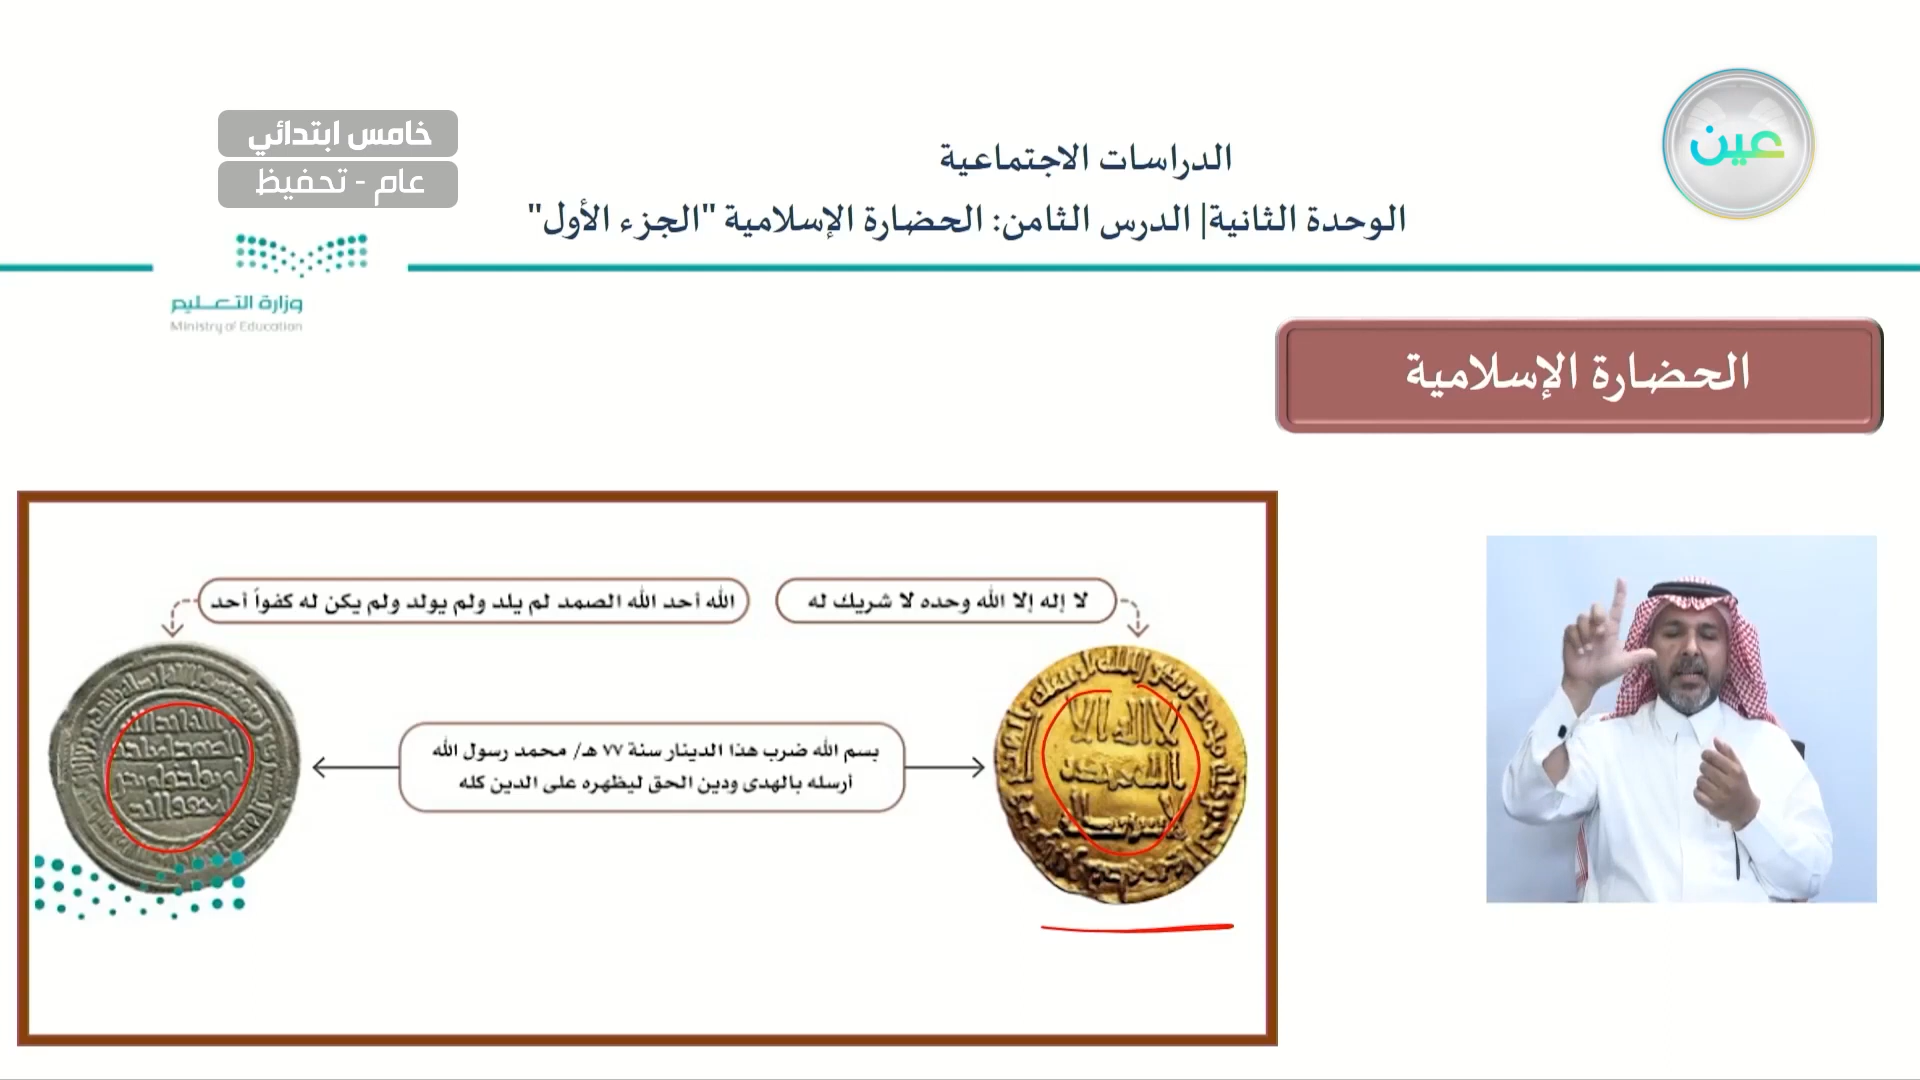 عين
خامس ابتدائي
عام - تحفيظ
الدراسات الاجتماعية
الوحدة الثانية| الدرس الثامن: الحضارة الإسلامية "الجزء الأول"
وزارة التعليم
Ministry of Education
الحضارة الإسلامية
لا إله إلا الله وحده لا شريك له
الله أحد الله الصمد لم يلد ولم يولد ولم يكن له كفواً أحد
بسم الله ضرب هذا الدينار سنة ٧٧ هـ/ محمد رسول الله
أرسله بالهدى ودين الحق ليظهره على الدين كله